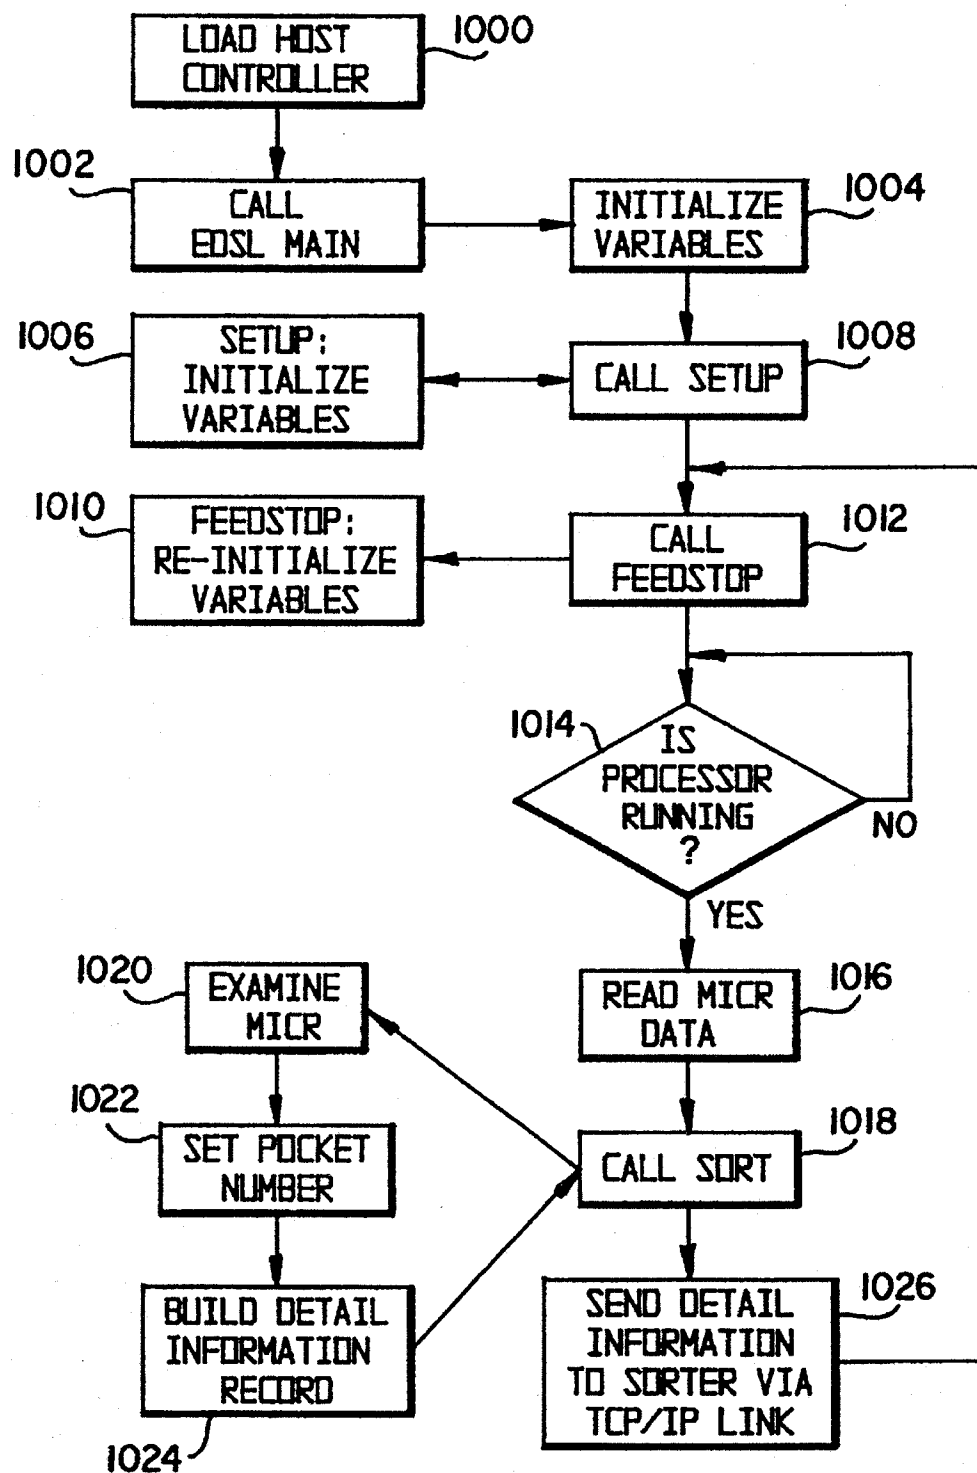 LOAD HOST
CONTROLLER
1000
1002
CALL
EDSL MAIN
INITIALIZE
VARIABLES
1004
1006
SETUP:
INITIALIZE
VARIABLES
CALL SETUP
1008
1010
FEEDSTOP:
RE-INITIALIZE
VARIABLES
CALL
FEEDSTOP
1012
1014
IS
PROCESSOR
RUNNING
?
NO
YES
1020
EXAMINE
MICR
READ MICR
DATA
1016
1022
SET POCKET
NUMBER
CALL SORT
1018
BUILD DETAIL
INFORMATION
RECORD
1024
SEND DETAIL
INFORMATION
TO SORTER VIA
TCP/IP LINK
1026